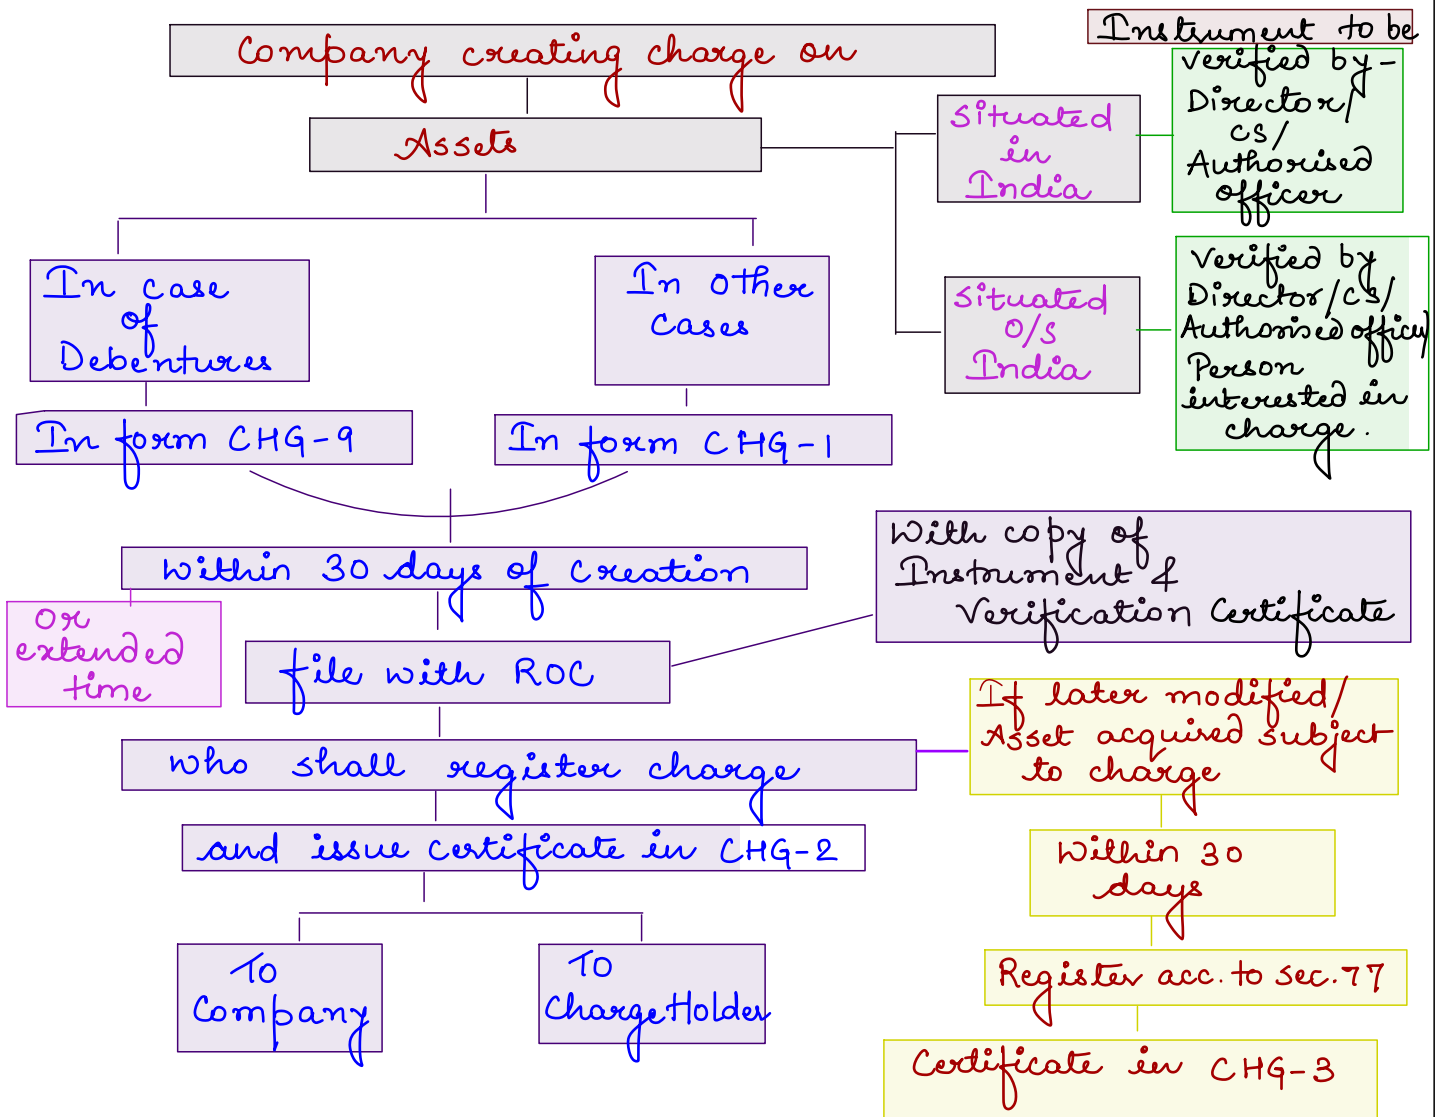 Company creating charge on
Assets
Instrument to be
verified by -
Director/
CS/
Authorised
officer
Situated
in
India
Verified by
Director/CS/
Authorised officer/
Person
interested in
charge.
Situated
O/S
India
In case
of
Debentures
In other
cases
In form CHG-9
In form CHG-1
Within 30 days of creation
Or
extended
time
file with ROC
With copy of
Instrument &
Verification Certificate
who shall register charge
If later modified/
Asset acquired subject
to charge
and issue certificate in CHG-2
Within 30
days
To
Company
To
ChargeHolder
Register acc. to sec. 77
Certificate in CHG-3